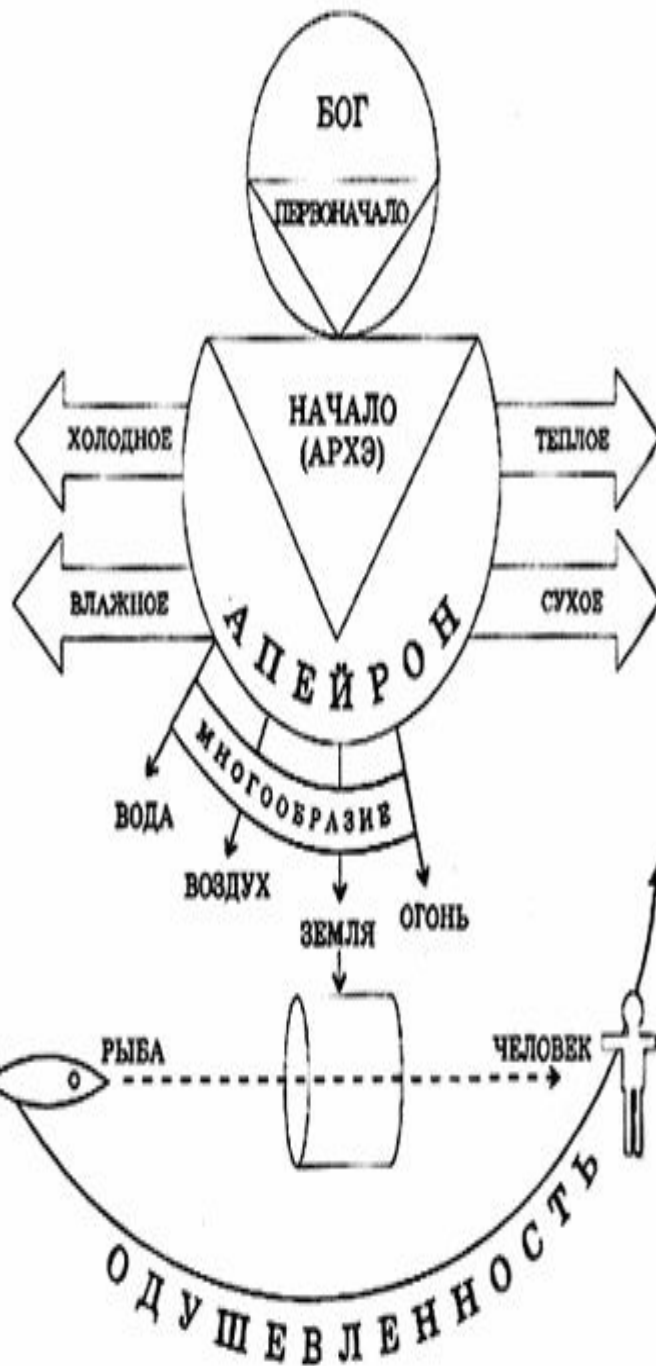 БОГ
ПЕРВОНАЧАЛО
НАЧАЛО
(АРХЭ)
ХОЛОДНОЕ
ТЕПЛОЕ
ВЛАЖНОЕ
СУХОЕ
АПЕЙРОН
МНОГООБРАЗИЕ
ВОДА
ВОЗДУХ
ЗЕМЛЯ
ОГОНЬ
РЫБА
ЧЕЛОВЕК
ОДУШЕВЛЕННОСТЬ